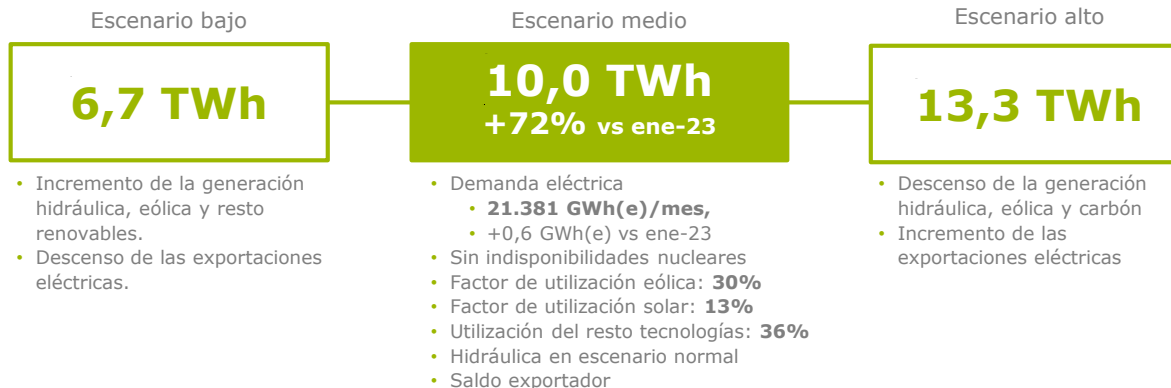 Escenario bajo
6,7 TWh
• Incremento de la generación
hidráulica, eólica y resto
renovables.
• Descenso de las exportaciones
eléctricas.
Escenario medio
10,0 TWh
+72% vs ene-23
• Demanda eléctrica
• 21.381 GWh(e)/mes,
• +0,6 GWh(e) vs ene-23
• Sin indisponibilidades nucleares
• Factor de utilización eólica: 30%
• Factor de utilización solar: 13%
• Utilización del resto tecnologías: 36%
• Hidráulica en escenario normal
• Saldo exportador
Escenario alto
13,3 TWh
• Descenso de la generación
hidráulica, eólica y carbón
• Incremento de las
exportaciones eléctricas